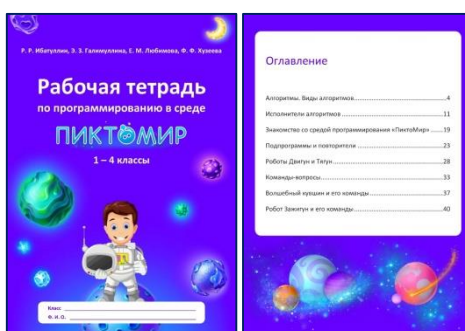 Р. Р. Ибатуллин, Э. З. Галимуллина, Е. М. Любимова, Ф. Ф. Хузеева
Рабочая тетрадь
по программированию в среде
ПИКТОМИР
1 – 4 классы
Класс
Ф. И. О.
Оглавление
Алгоритмы. Виды алгоритмов ... 4
Исполнители алгоритмов ... 11
Знакомство со средой программирования «ПиктоМир» ... 19
Подпрограммы и повторители ... 23
Роботы Двигун и Тягун ... 28
Команды-вопросы ... 33
Волшебный кувшин и его команды ... 37
Робот Зажигун и его команды ... 40